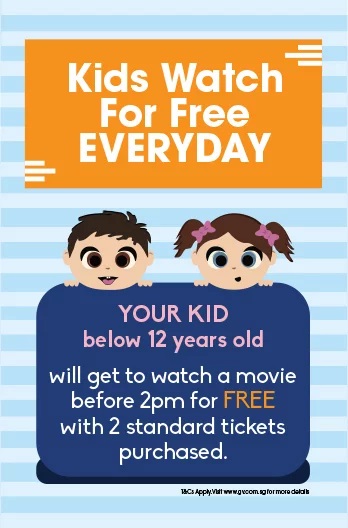 Kids Watch
For Free
EVERYDAY
YOUR KID
below 12 years old
will get to watch a movie
before 2pm for FREE
with 2 standard tickets
purchased.
T&Cs Apply.Visit www.gv.com.sg for more details